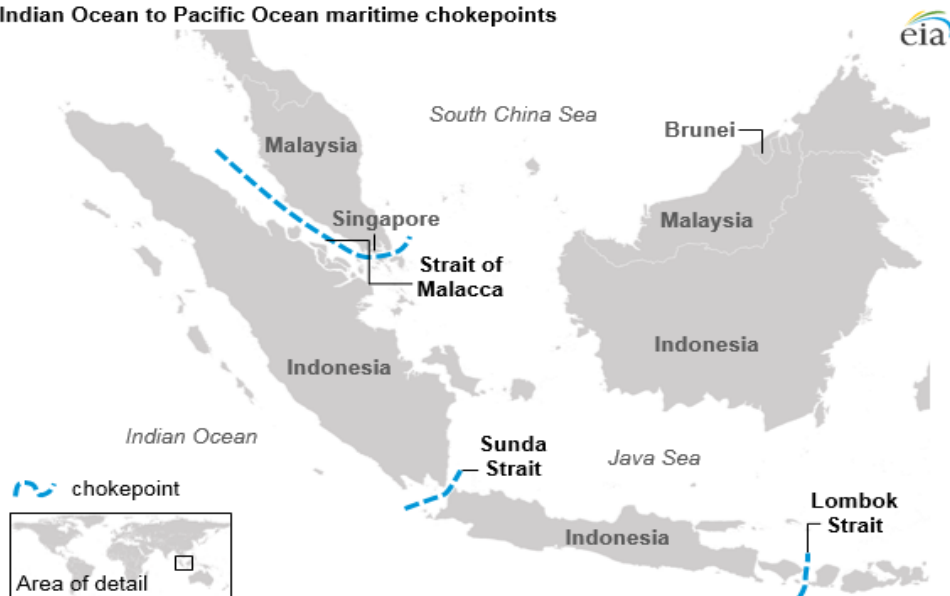 Indian Ocean to Pacific Ocean maritime chokepoints
eia
South China Sea
Brunei
Malaysia
Malaysia
Singapore
Strait of
Malacca
Indonesia
Indonesia
Indian Ocean
Sunda
Strait
Java Sea
chokepoint
Lombok
Strait
Indonesia
Area of detail